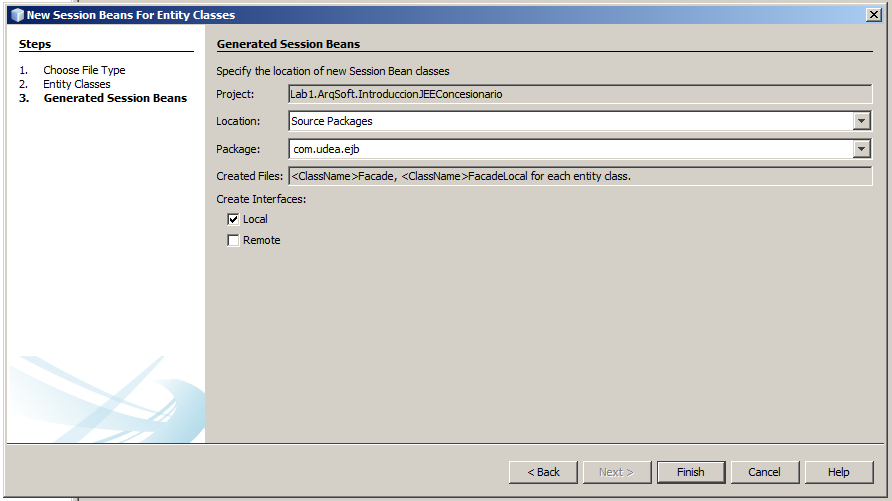 New Session Beans For Entity Classes
Steps
1. Choose File Type
2. Entity Classes
3. Generated Session Beans
Generated Session Beans
Specify the location of new Session Bean classes
Project: Lab1.ArqSoft.IntroduccionJEEConcesionario
Location: Source Packages
Package: com.udea.ejb
Created Files: <ClassName>Facade, <ClassName>FacadeLocal for each entity class.
Create Interfaces:
Local
Remote
< Back Next > Finish Cancel Help